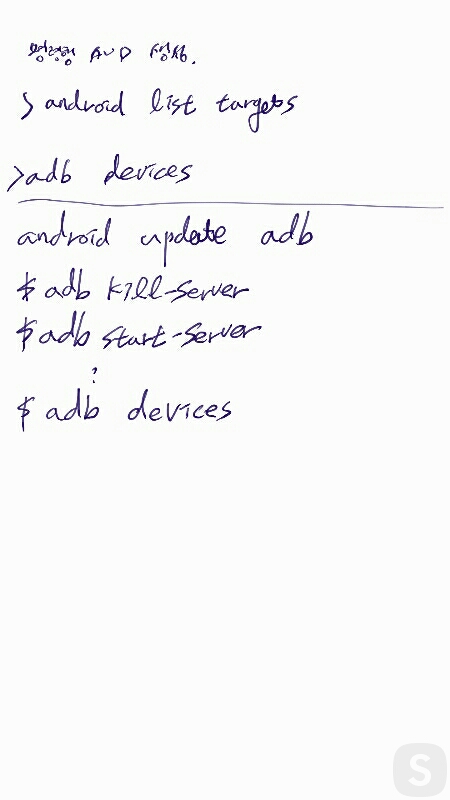 명령행 AVD 생성.
> android list targets
> adb devices
android update adb
$ adb kill-server
$ adb start-server
:
$ adb devices
S